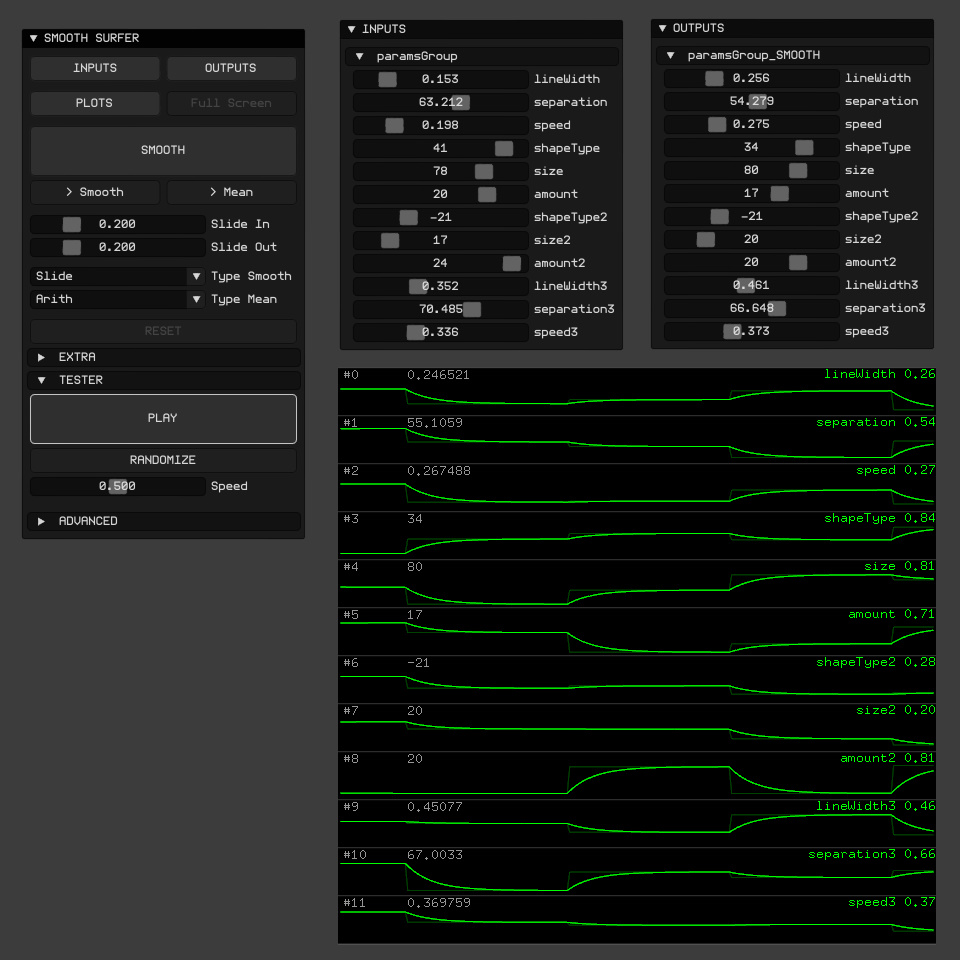 SMOOTH SURFER
INPUTS OUTPUTS
PLOTS Full Screen
SMOOTH
> Smooth > Mean
0.200 Slide In
0.200 Slide Out
Slide Type Smooth
Arith Type Mean
RESET
EXTRA
TESTER
PLAY
RANDOMIZE
0.500 Speed
ADVANCED
INPUTS
paramsGroup
0.153 lineWidth
63.212 separation
0.198 speed
41 shapeType
78 size
20 amount
-21 shapeType2
17 size2
24 amount2
0.352 lineWidth3
70.485 separation3
0.336 speed3
OUTPUTS
paramsGroup_SMOOTH
0.256 lineWidth
54.279 separation
0.275 speed
34 shapeType
80 size
17 amount
-21 shapeType2
20 size2
20 amount2
0.461 lineWidth3
66.648 separation3
0.373 speed3
#0 0.246521 lineWidth 0.26
#1 55.1059 separation 0.54
#2 0.267488 speed 0.27
#3 34 shapeType 0.84
#4 80 size 0.81
#5 17 amount 0.71
#6 -21 shapeType2 0.28
#7 20 size2 0.20
#8 20 amount2 0.81
#9 0.45077 lineWidth3 0.46
#10 67.0033 separation3 0.66
#11 0.369759 speed3 0.37